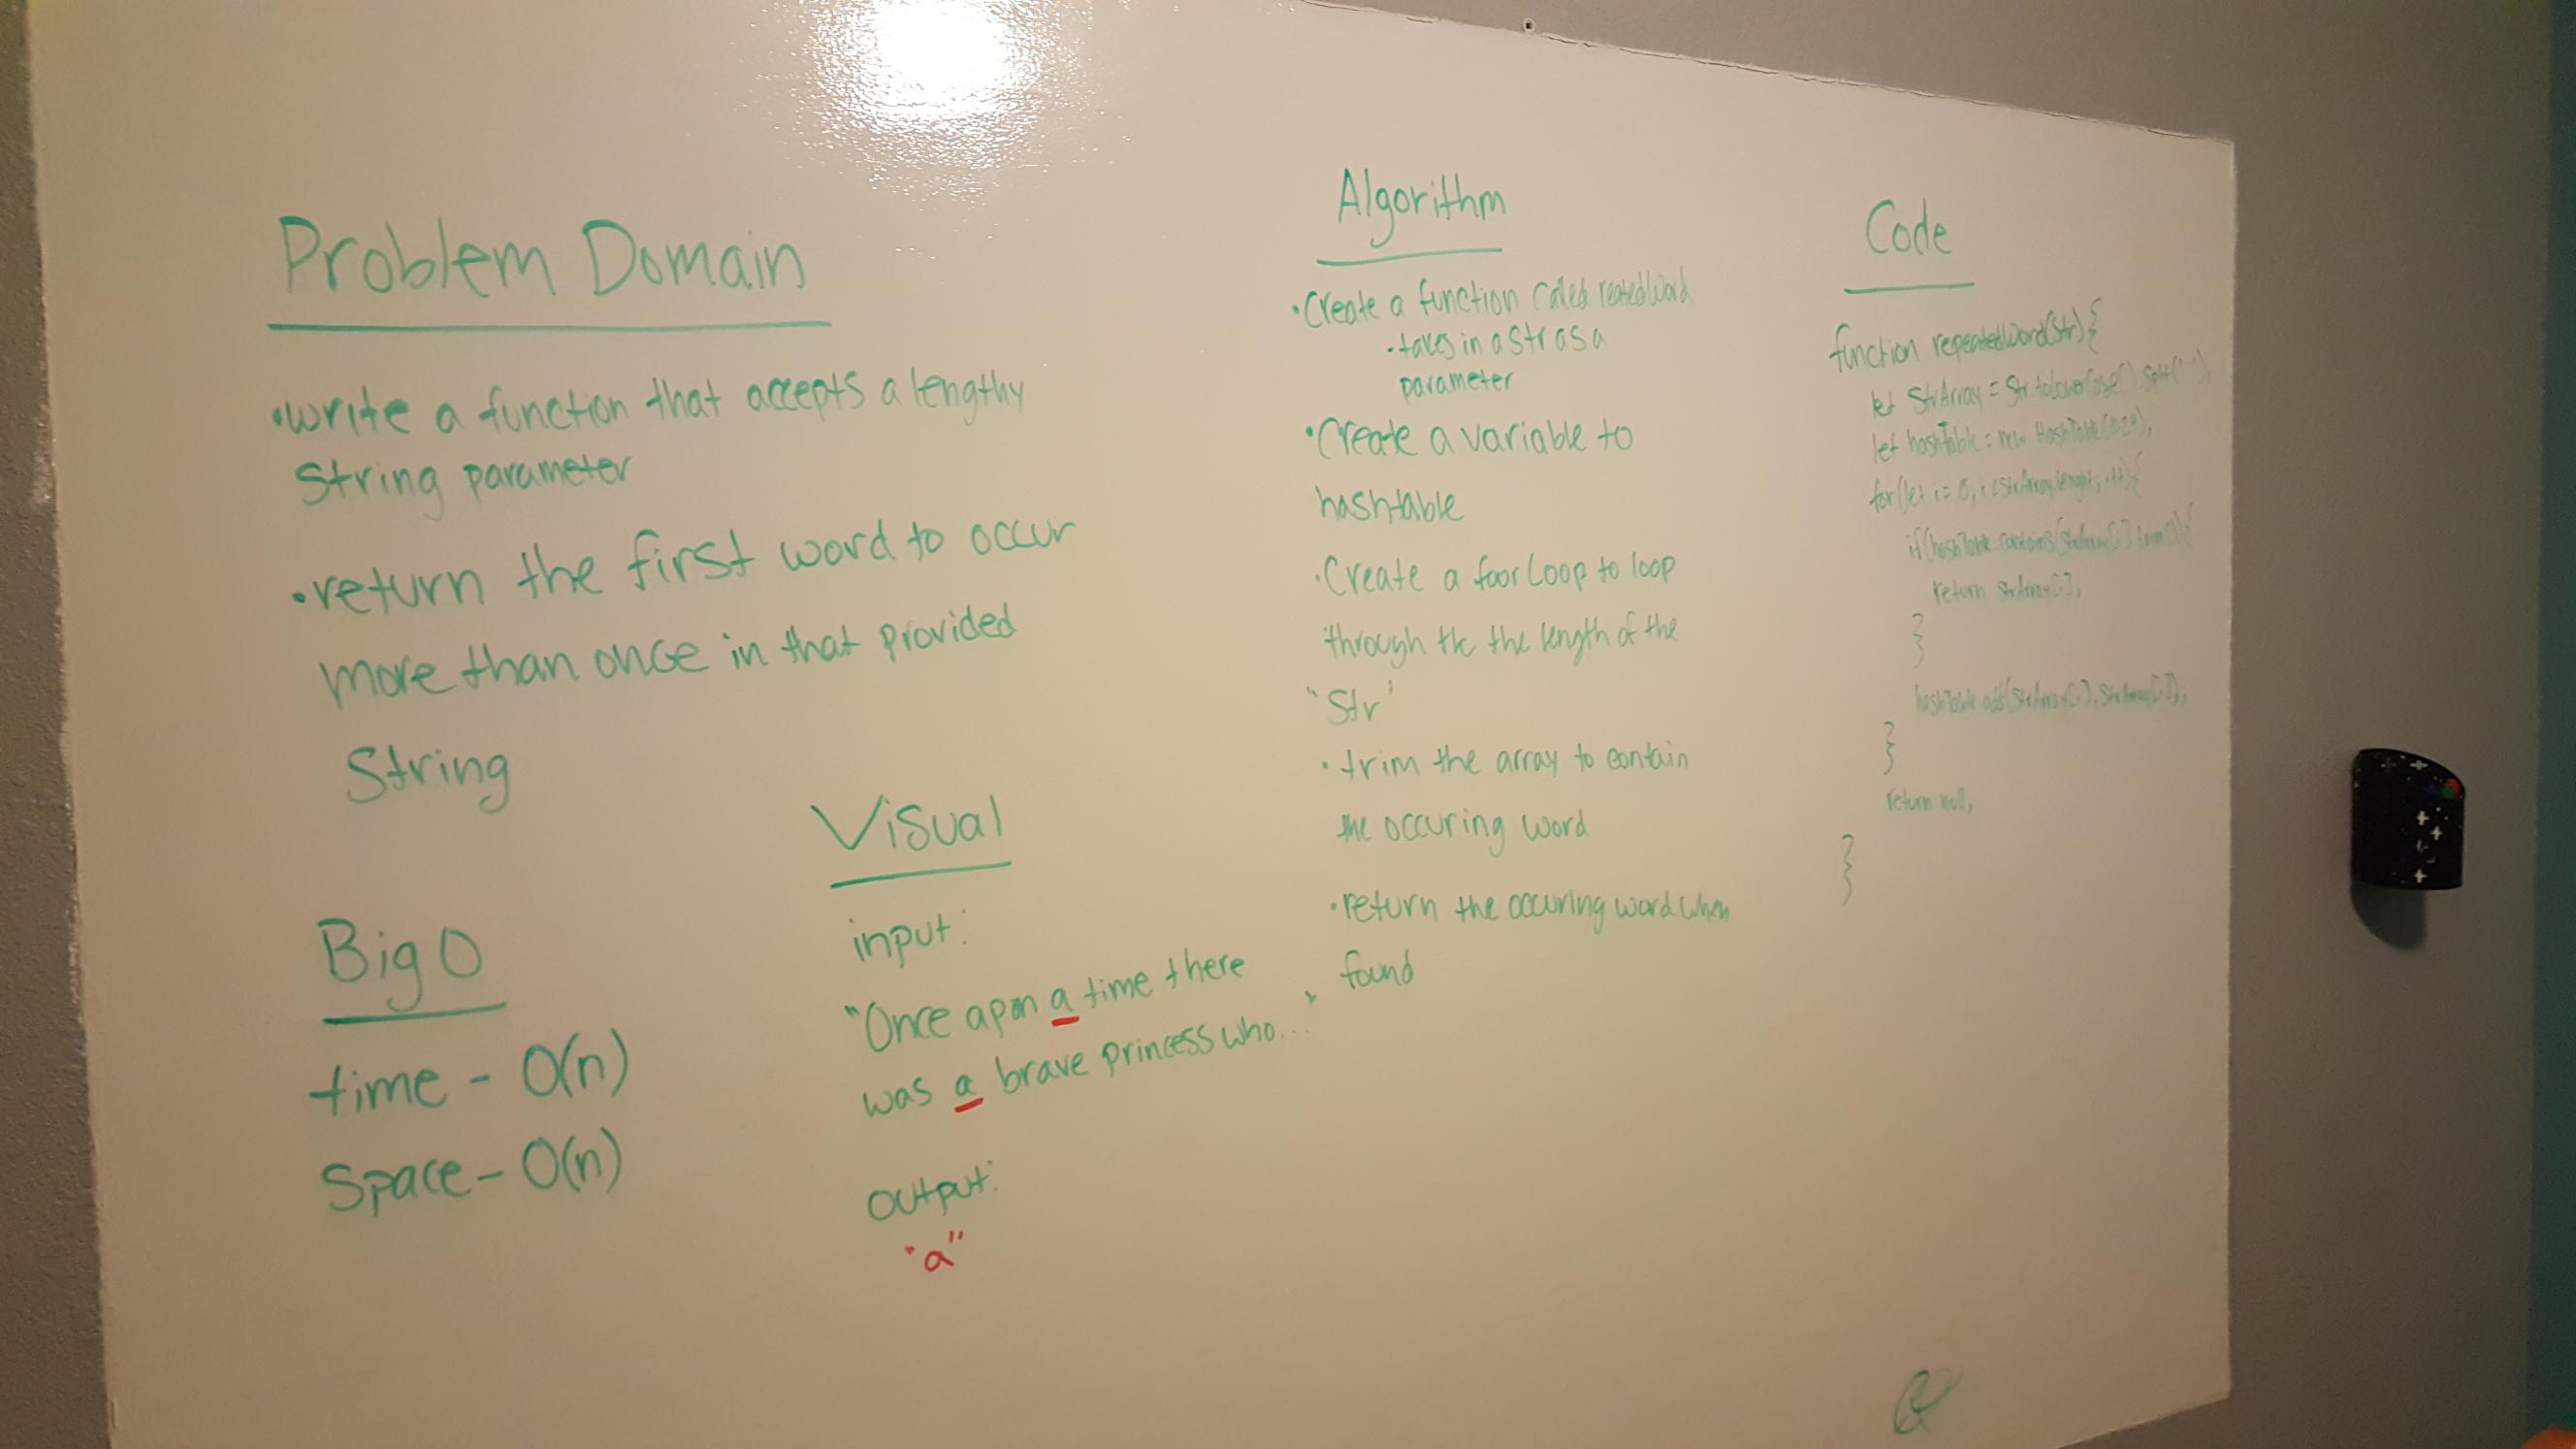 Problem Domain
•write a function that accepts a lengthy
String parameter
•return the first word to occur
more than once in that provided
String
Big O
time - O(n)
Space - O(n)
Visual
input:
"Once apon a time there
was a brave princess who..."
output:
"a"
Algorithm
•Create a function called reatedWord
-takes in a str as a
parameter
•Create a variable to
hashtable
•Create a foor Loop to loop
through the the length of the
"Str"
•trim the array to contain
the occuring word
•return the occuring word when
found
Code
function repeatedWord(str){
let StrArray = Str.toLowerCase().split(' ');
let hashTable = new HashTable(1024);
for(let i = 0; i<StrArray.lenght; i++){
if(hashTable.contains(StrArray[i].trim()){
return StrArray[i];
}
hashTable.add(StrArray[i], StrArray[i]);
}
return null;
}